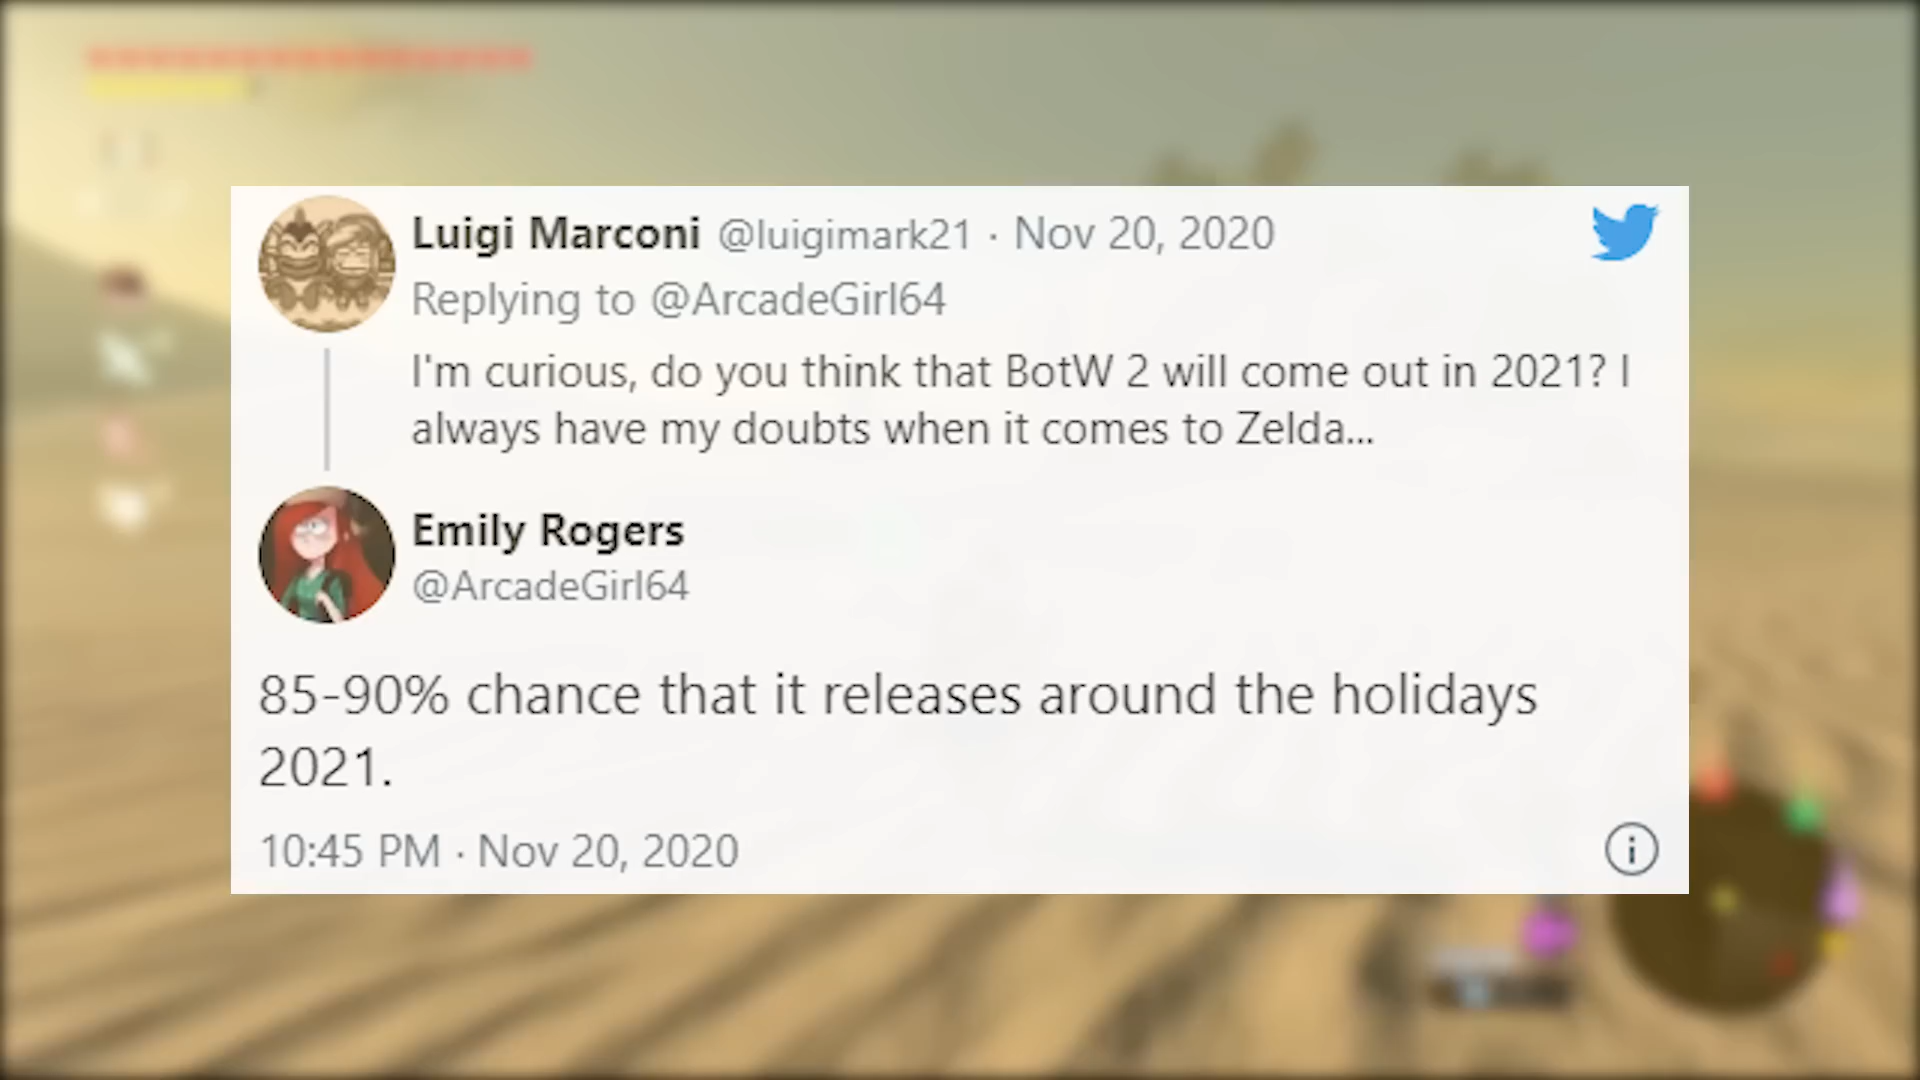 Luigi Marconi @luigimark21 · Nov 20, 2020
Replying to @ArcadeGirl64
I'm curious, do you think that BotW 2 will come out in 2021? I
always have my doubts when it comes to Zelda...
Emily Rogers
@ArcadeGirl64
85-90% chance that it releases around the holidays
2021.
10:45 PM · Nov 20, 2020